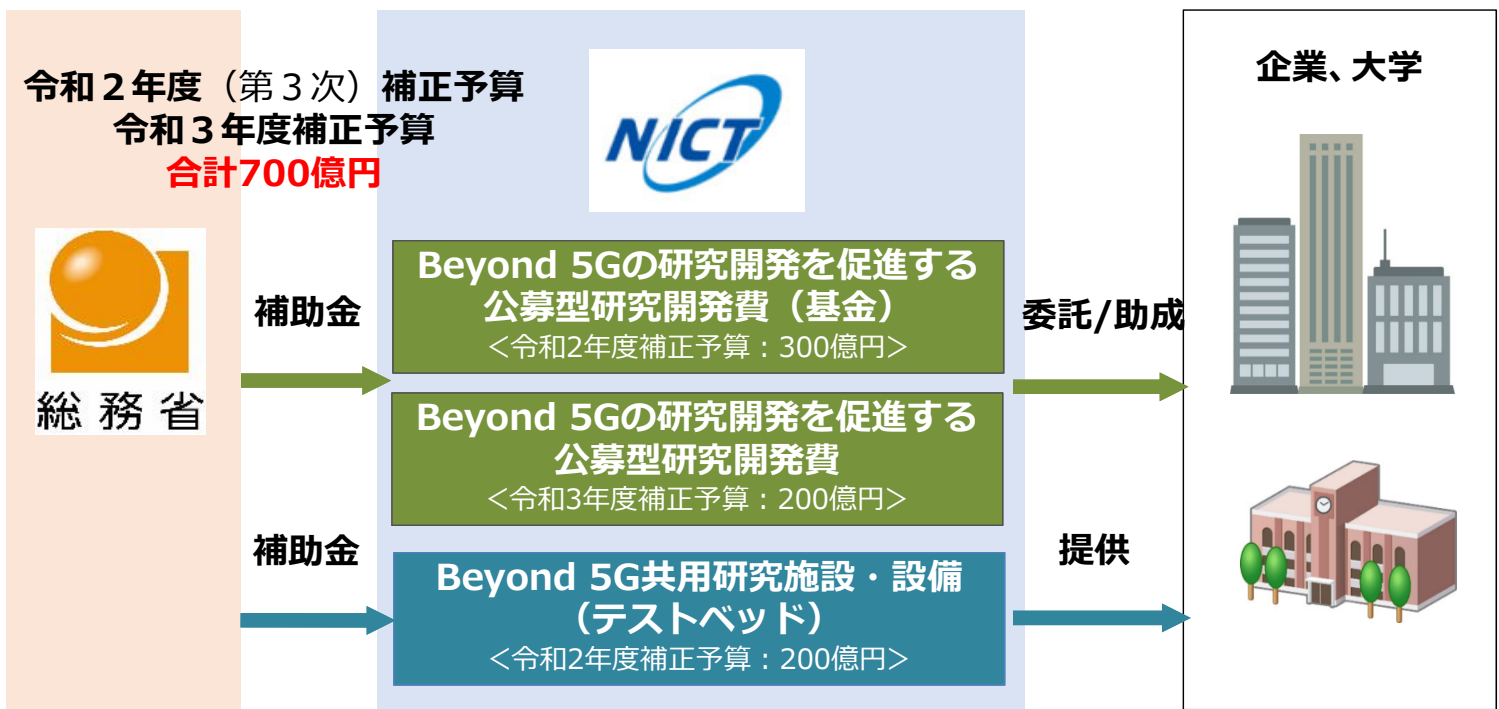 令和２年度（第３次）補正予算
令和３年度補正予算
合計700億円
総務省
補助金
補助金
NICT
Beyond 5Gの研究開発を促進する
公募型研究開発費（基金）
＜令和2年度補正予算：300億円＞
Beyond 5Gの研究開発を促進する
公募型研究開発費
＜令和3年度補正予算：200億円＞
Beyond 5G共用研究施設・設備
（テストベッド）
＜令和2年度補正予算：200億円＞
委託/助成
提供
企業、大学